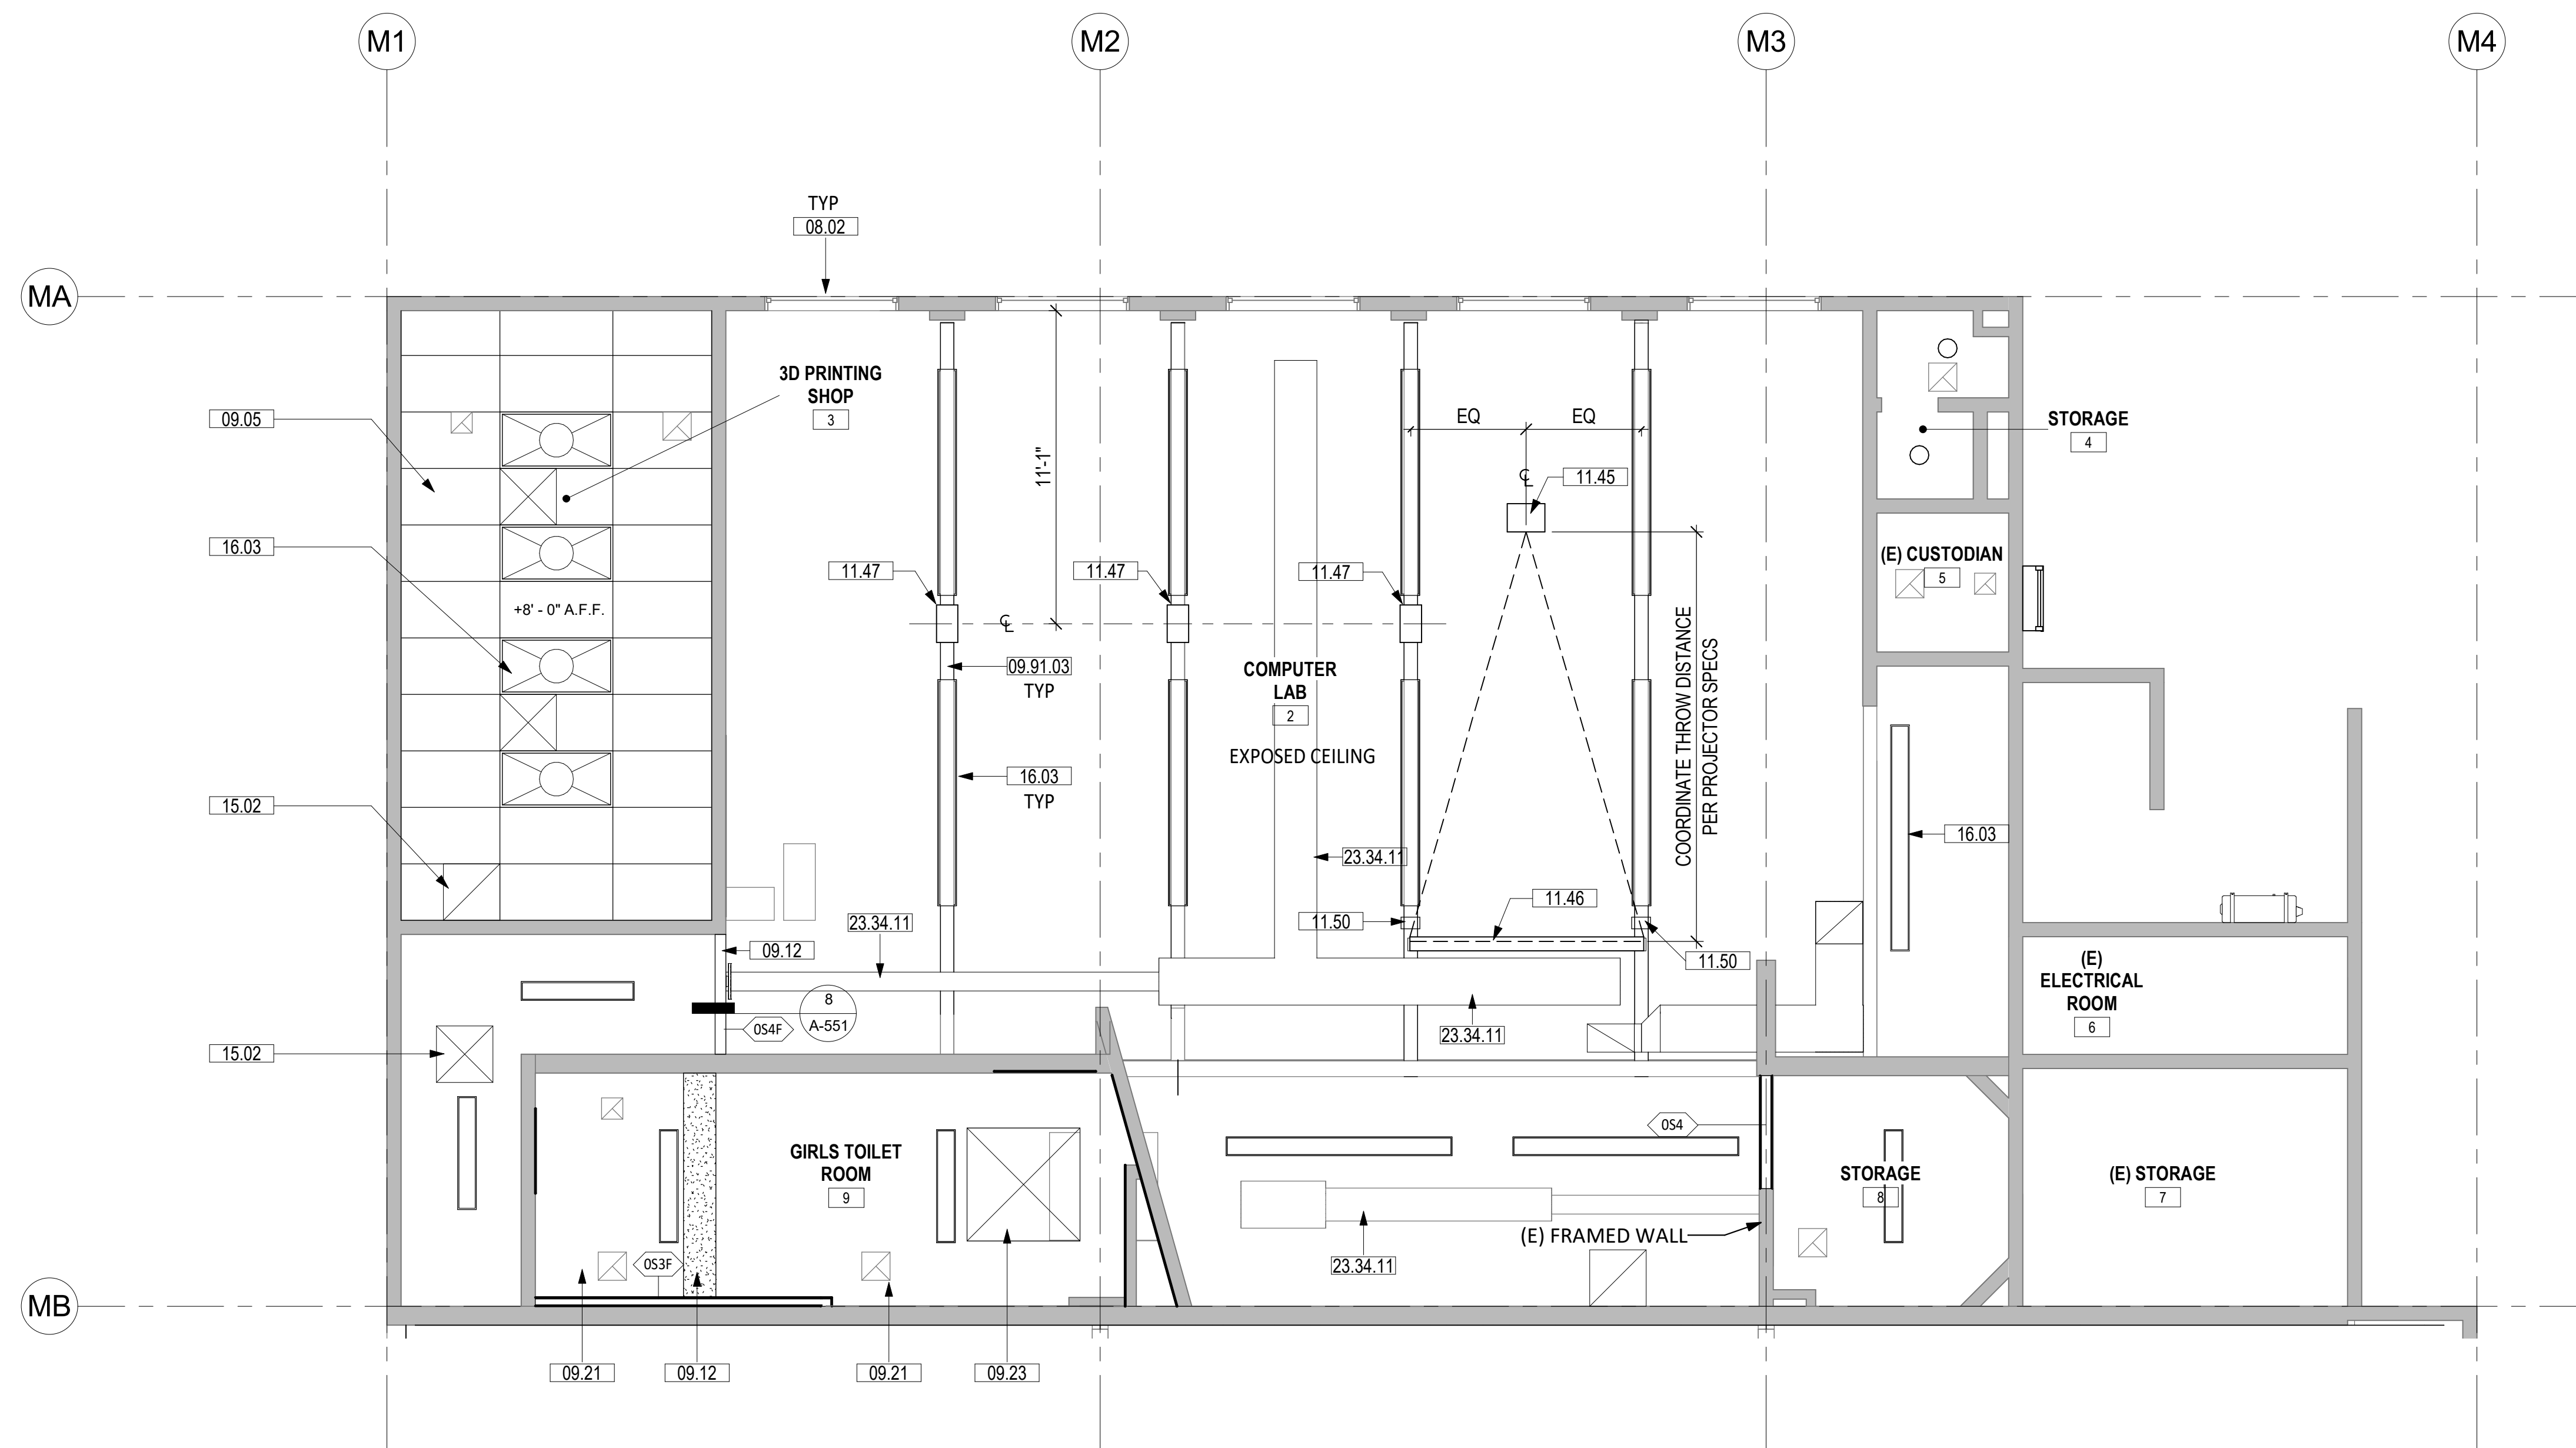 M1
M2
M3
M4
TYP
08.02
MA
3D PRINTING
SHOP
3
09.05
EQ
EQ
STORAGE
4
11'-1"
℄
11.45
16.03
11.47
11.47
11.47
(E) CUSTODIAN
5
+8' - 0" A.F.F.
℄
COORDINATE THROW DISTANCE
PER PROJECTOR SPECS
09.91.03
TYP
COMPUTER
LAB
2
EXPOSED CEILING
16.03
TYP
15.02
16.03
23.34.11
11.46
23.34.11
11.50
09.12
11.50
(E)
ELECTRICAL
ROOM
6
8
A-551
0S4F
23.34.11
15.02
0S4
GIRLS TOILET
ROOM
9
STORAGE
8
(E) STORAGE
7
(E) FRAMED WALL
0S3F
23.34.11
MB
09.21
09.12
09.21
09.23